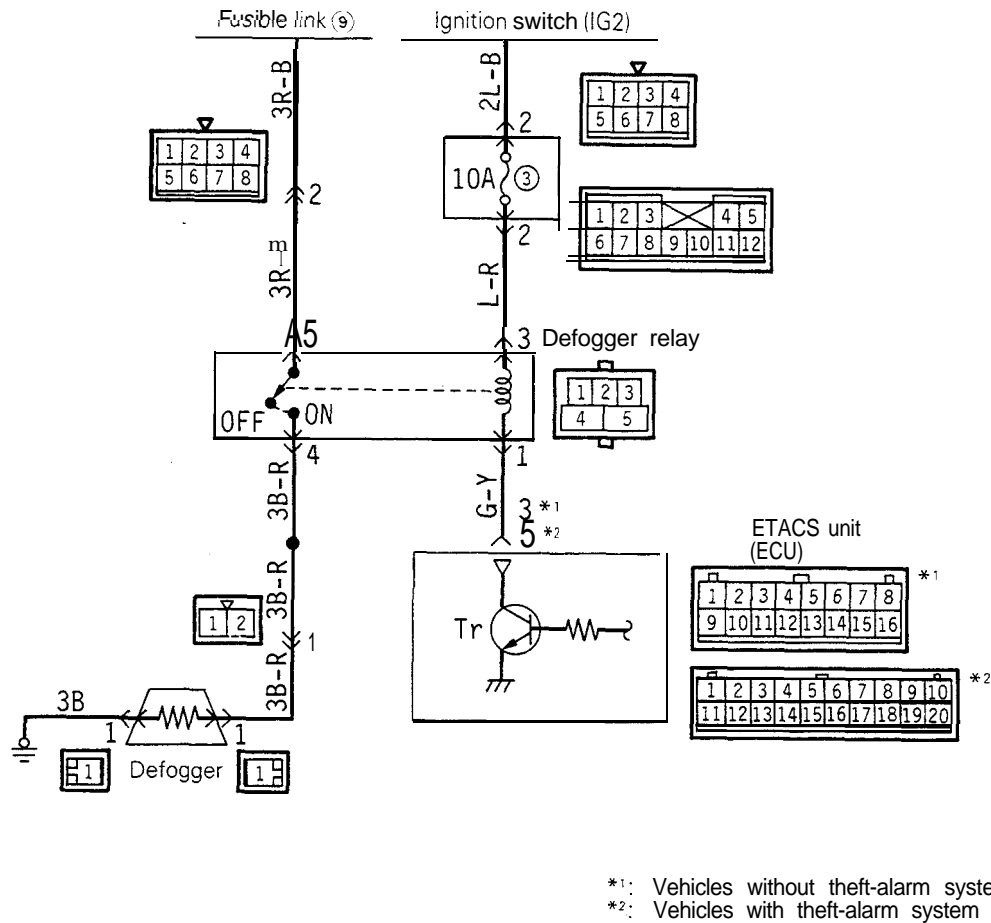 Fusible link ⑨
Ignition switch (IG2)
3R-B
2L-B
1 2 3 4
5 6 7 8
2
1 2 3 4
5 6 7 8
2
10A ③
2
1 2 3 4 5
6 7 8 9 10 11 12
m
3R-
L-R
A5
3
Defogger relay
OFF
ON
1 2 3
4 5
4
1
3B-R
G-Y
3 *1
5 *2
ETACS unit
(ECU)
*1
1 2 3 4 5 6 7 8
9 10 11 12 13 14 15 16
3B-R
1 2
1
Tr
3B-R
*2
1 2 3 4 5 6 7 8 9 10
11 12 13 14 15 16 17 18 19 20
3B
1
1
1
Defogger
1
*1: Vehicles without theft-alarm syste
*2: Vehicles with theft-alarm system